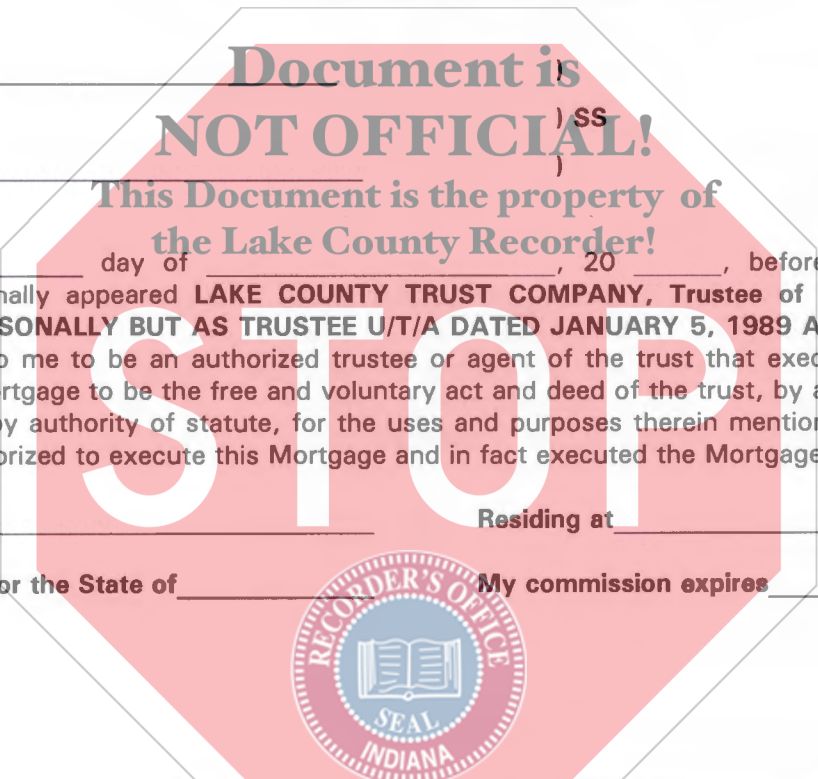 Document is
)
NOT OFFICIAL!
) SS
)
This Document is the property of
the Lake County Recorder!
day of , 20 , before
nally appeared LAKE COUNTY TRUST COMPANY, Trustee of
SONALLY BUT AS TRUSTEE U/T/A DATED JANUARY 5, 1989 A
o me to be an authorized trustee or agent of the trust that exec
rtgage to be the free and voluntary act and deed of the trust, by a
by authority of statute, for the uses and purposes therein mention
orized to execute this Mortgage and in fact executed the Mortgage
STOP
Residing at
or the State of My commission expires
RECORDER'S OFFICE
SEAL
INDIANA